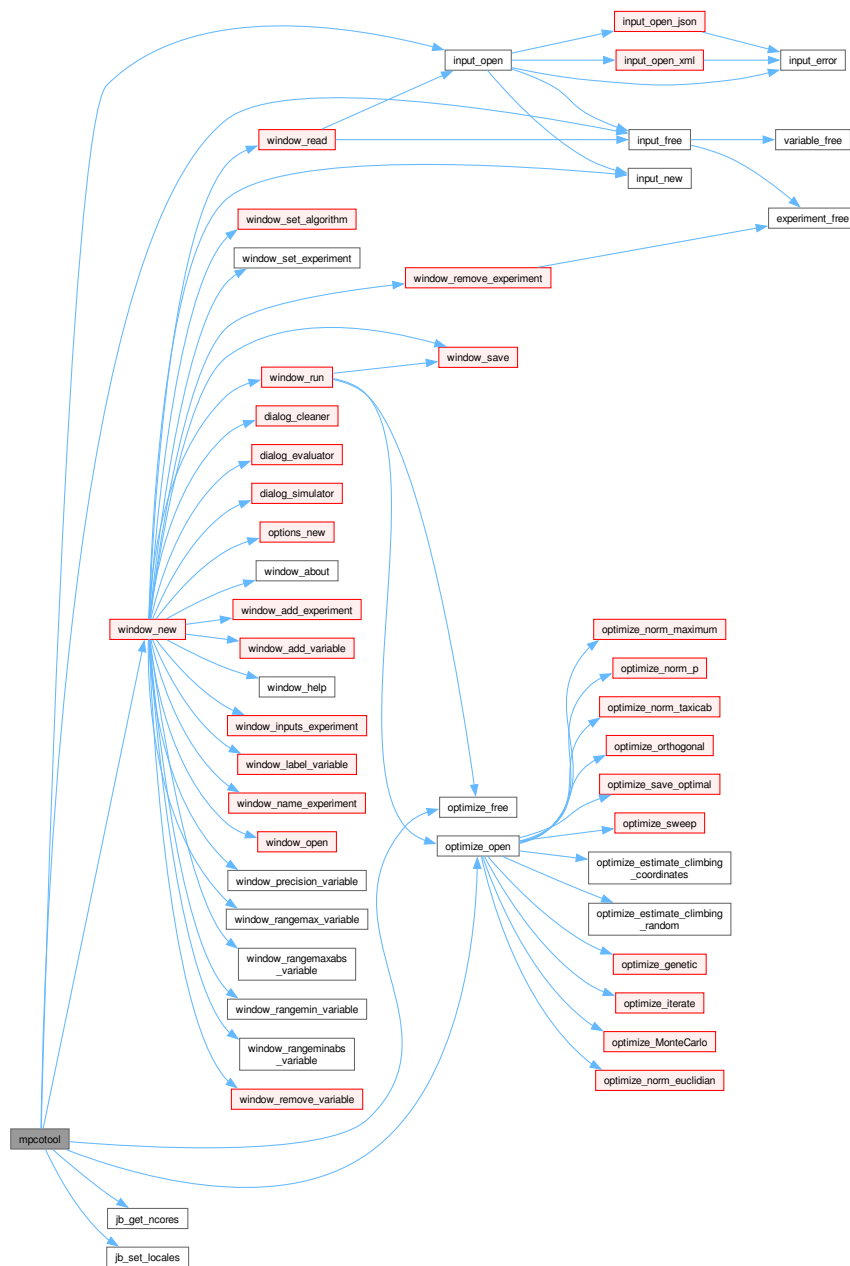 input_open_json
input_open
input_open_xml
input_error
window_read
input_free
variable_free
input_new
window_set_algorithm
experiment_free
window_set_experiment
window_remove_experiment
window_save
window_run
dialog_cleaner
dialog_evaluator
dialog_simulator
options_new
window_about
window_add_experiment
window_new
optimize_norm_maximum
window_add_variable
optimize_norm_p
window_help
optimize_norm_taxicab
window_inputs_experiment
optimize_orthogonal
window_label_variable
optimize_save_optimal
window_name_experiment
optimize_free
optimize_sweep
window_open
optimize_open
optimize_estimate_climbing
_coordinates
window_precision_variable
optimize_estimate_climbing
_random
window_rangemax_variable
window_rangemaxabs
_variable
optimize_genetic
window_rangemin_variable
optimize_iterate
window_rangeminabs
_variable
optimize_MonteCarlo
optimize_norm_euclidian
window_remove_variable
mpcotool
jb_get_ncores
jb_set_locales